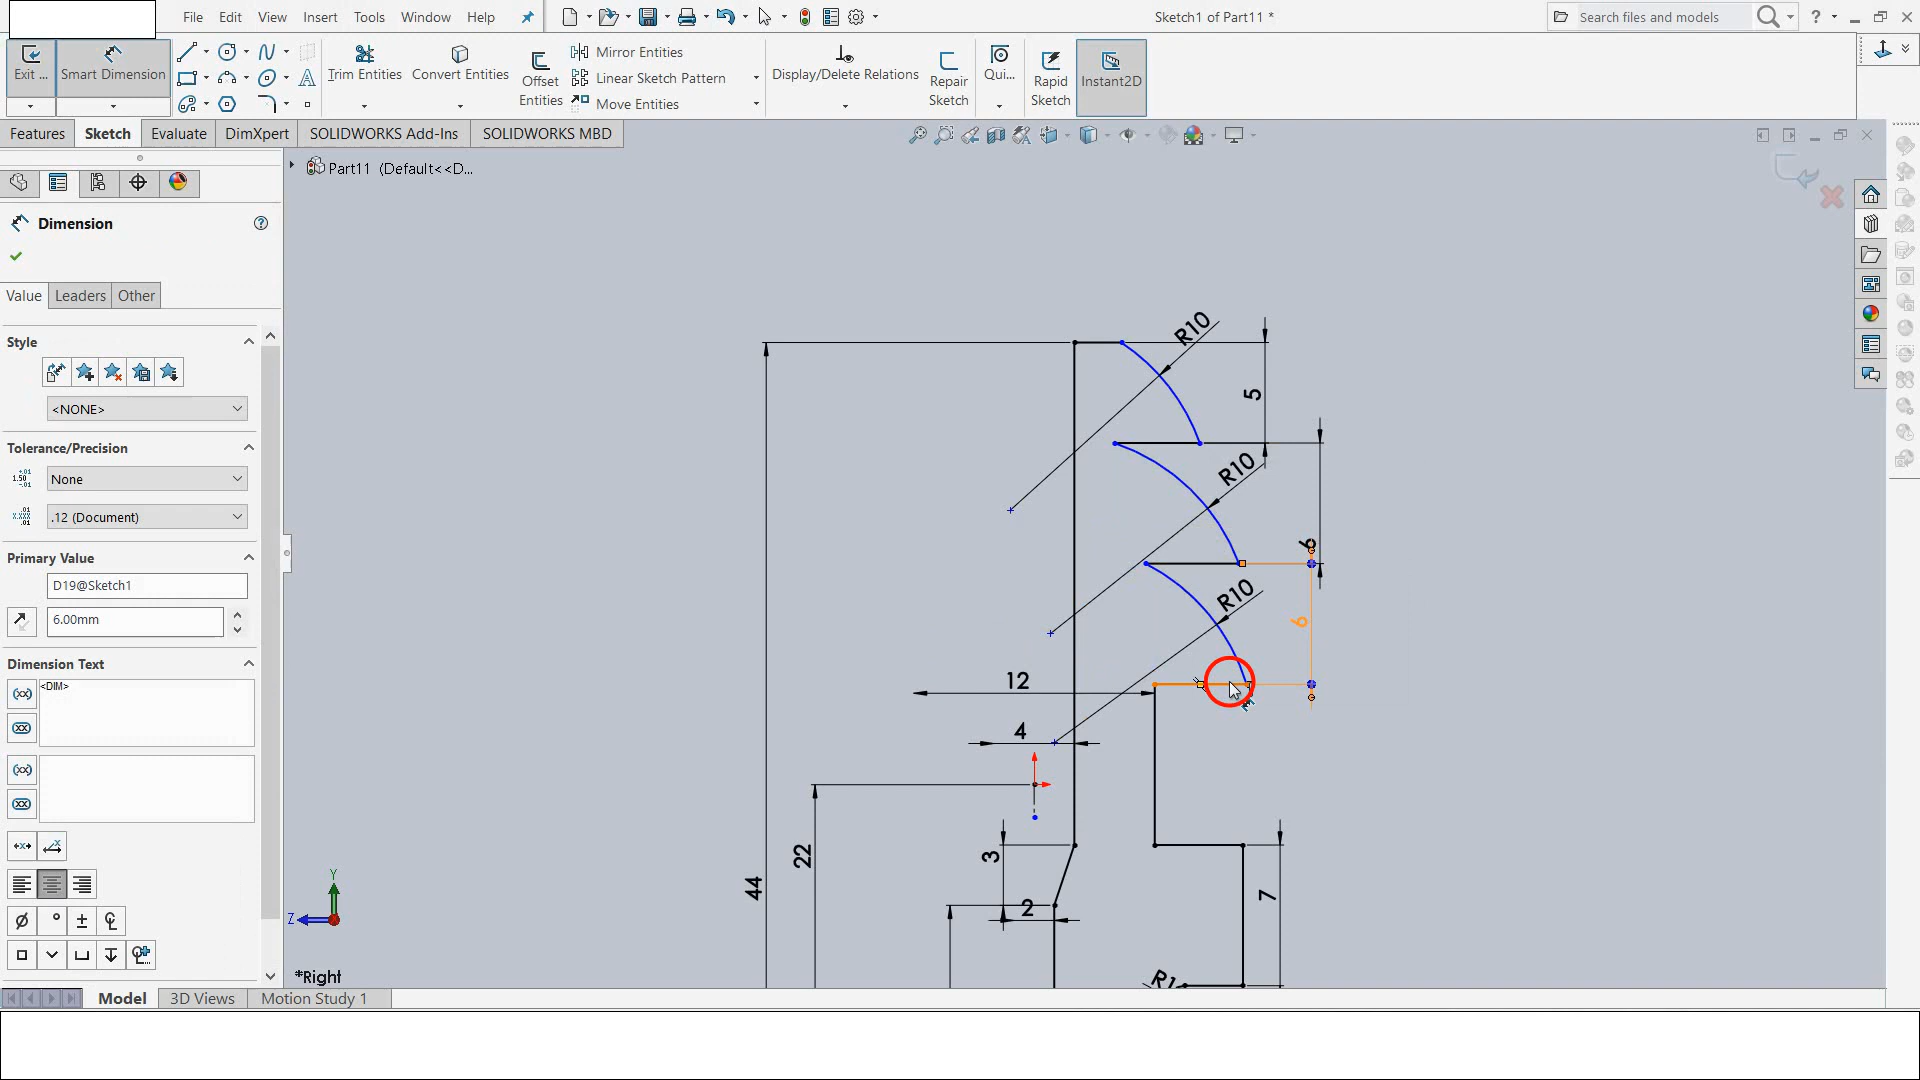 File Edit View Insert Tools Window Help
Sketch1 of Part11 *
Search files and models
?
Exit ...
Smart Dimension
Trim Entities
Convert Entities
Offset Entities
Mirror Entities
Linear Sketch Pattern
Move Entities
Display/Delete Relations
Repair Sketch
Qui...
Rapid Sketch
Instant2D
Features Sketch Evaluate DimXpert SOLIDWORKS Add-Ins SOLIDWORKS MBD
Part11 (Default<<D...
Dimension
Value Leaders Other
Style
<NONE>
Tolerance/Precision
None
.12 (Document)
Primary Value
D19@Sketch1
6.00mm
Dimension Text
<DIM>
R10
5
R10
6
R10
6
12
4
3
22
44
2
7
R1
Y
Z
*Right
Model 3D Views Motion Study 1